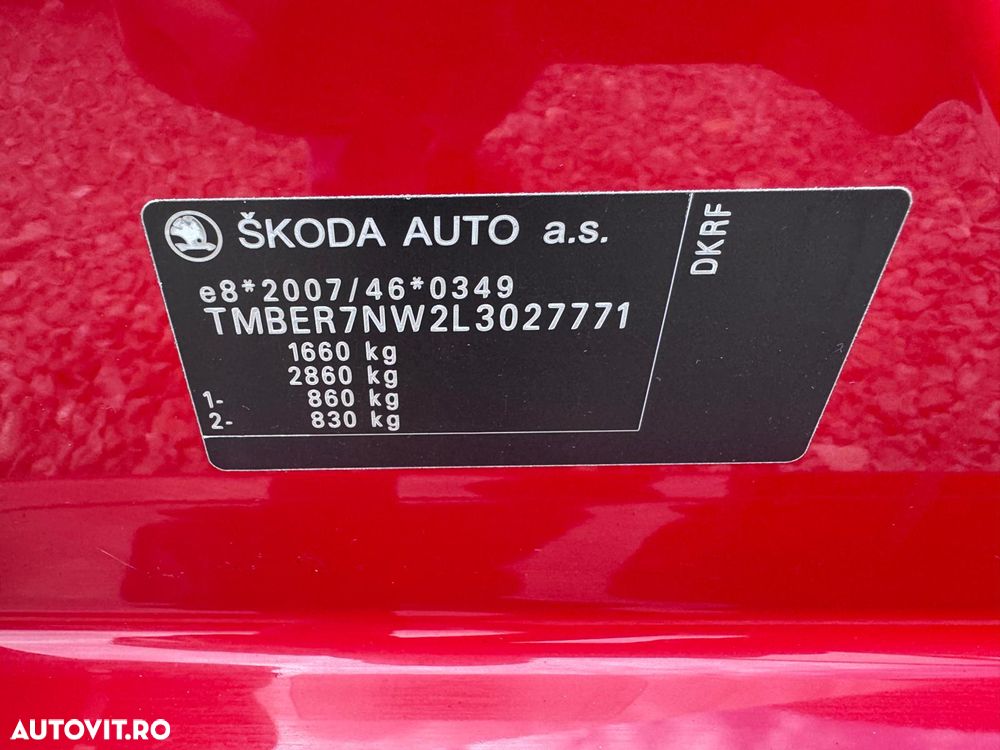 ŠKODA AUTO a.s.
DKRF
e8*2007/46*0349
TMBER7NW2L3027771
1660 kg
2860 kg
1- 860 kg
2- 830 kg
AUTOVIT.RO